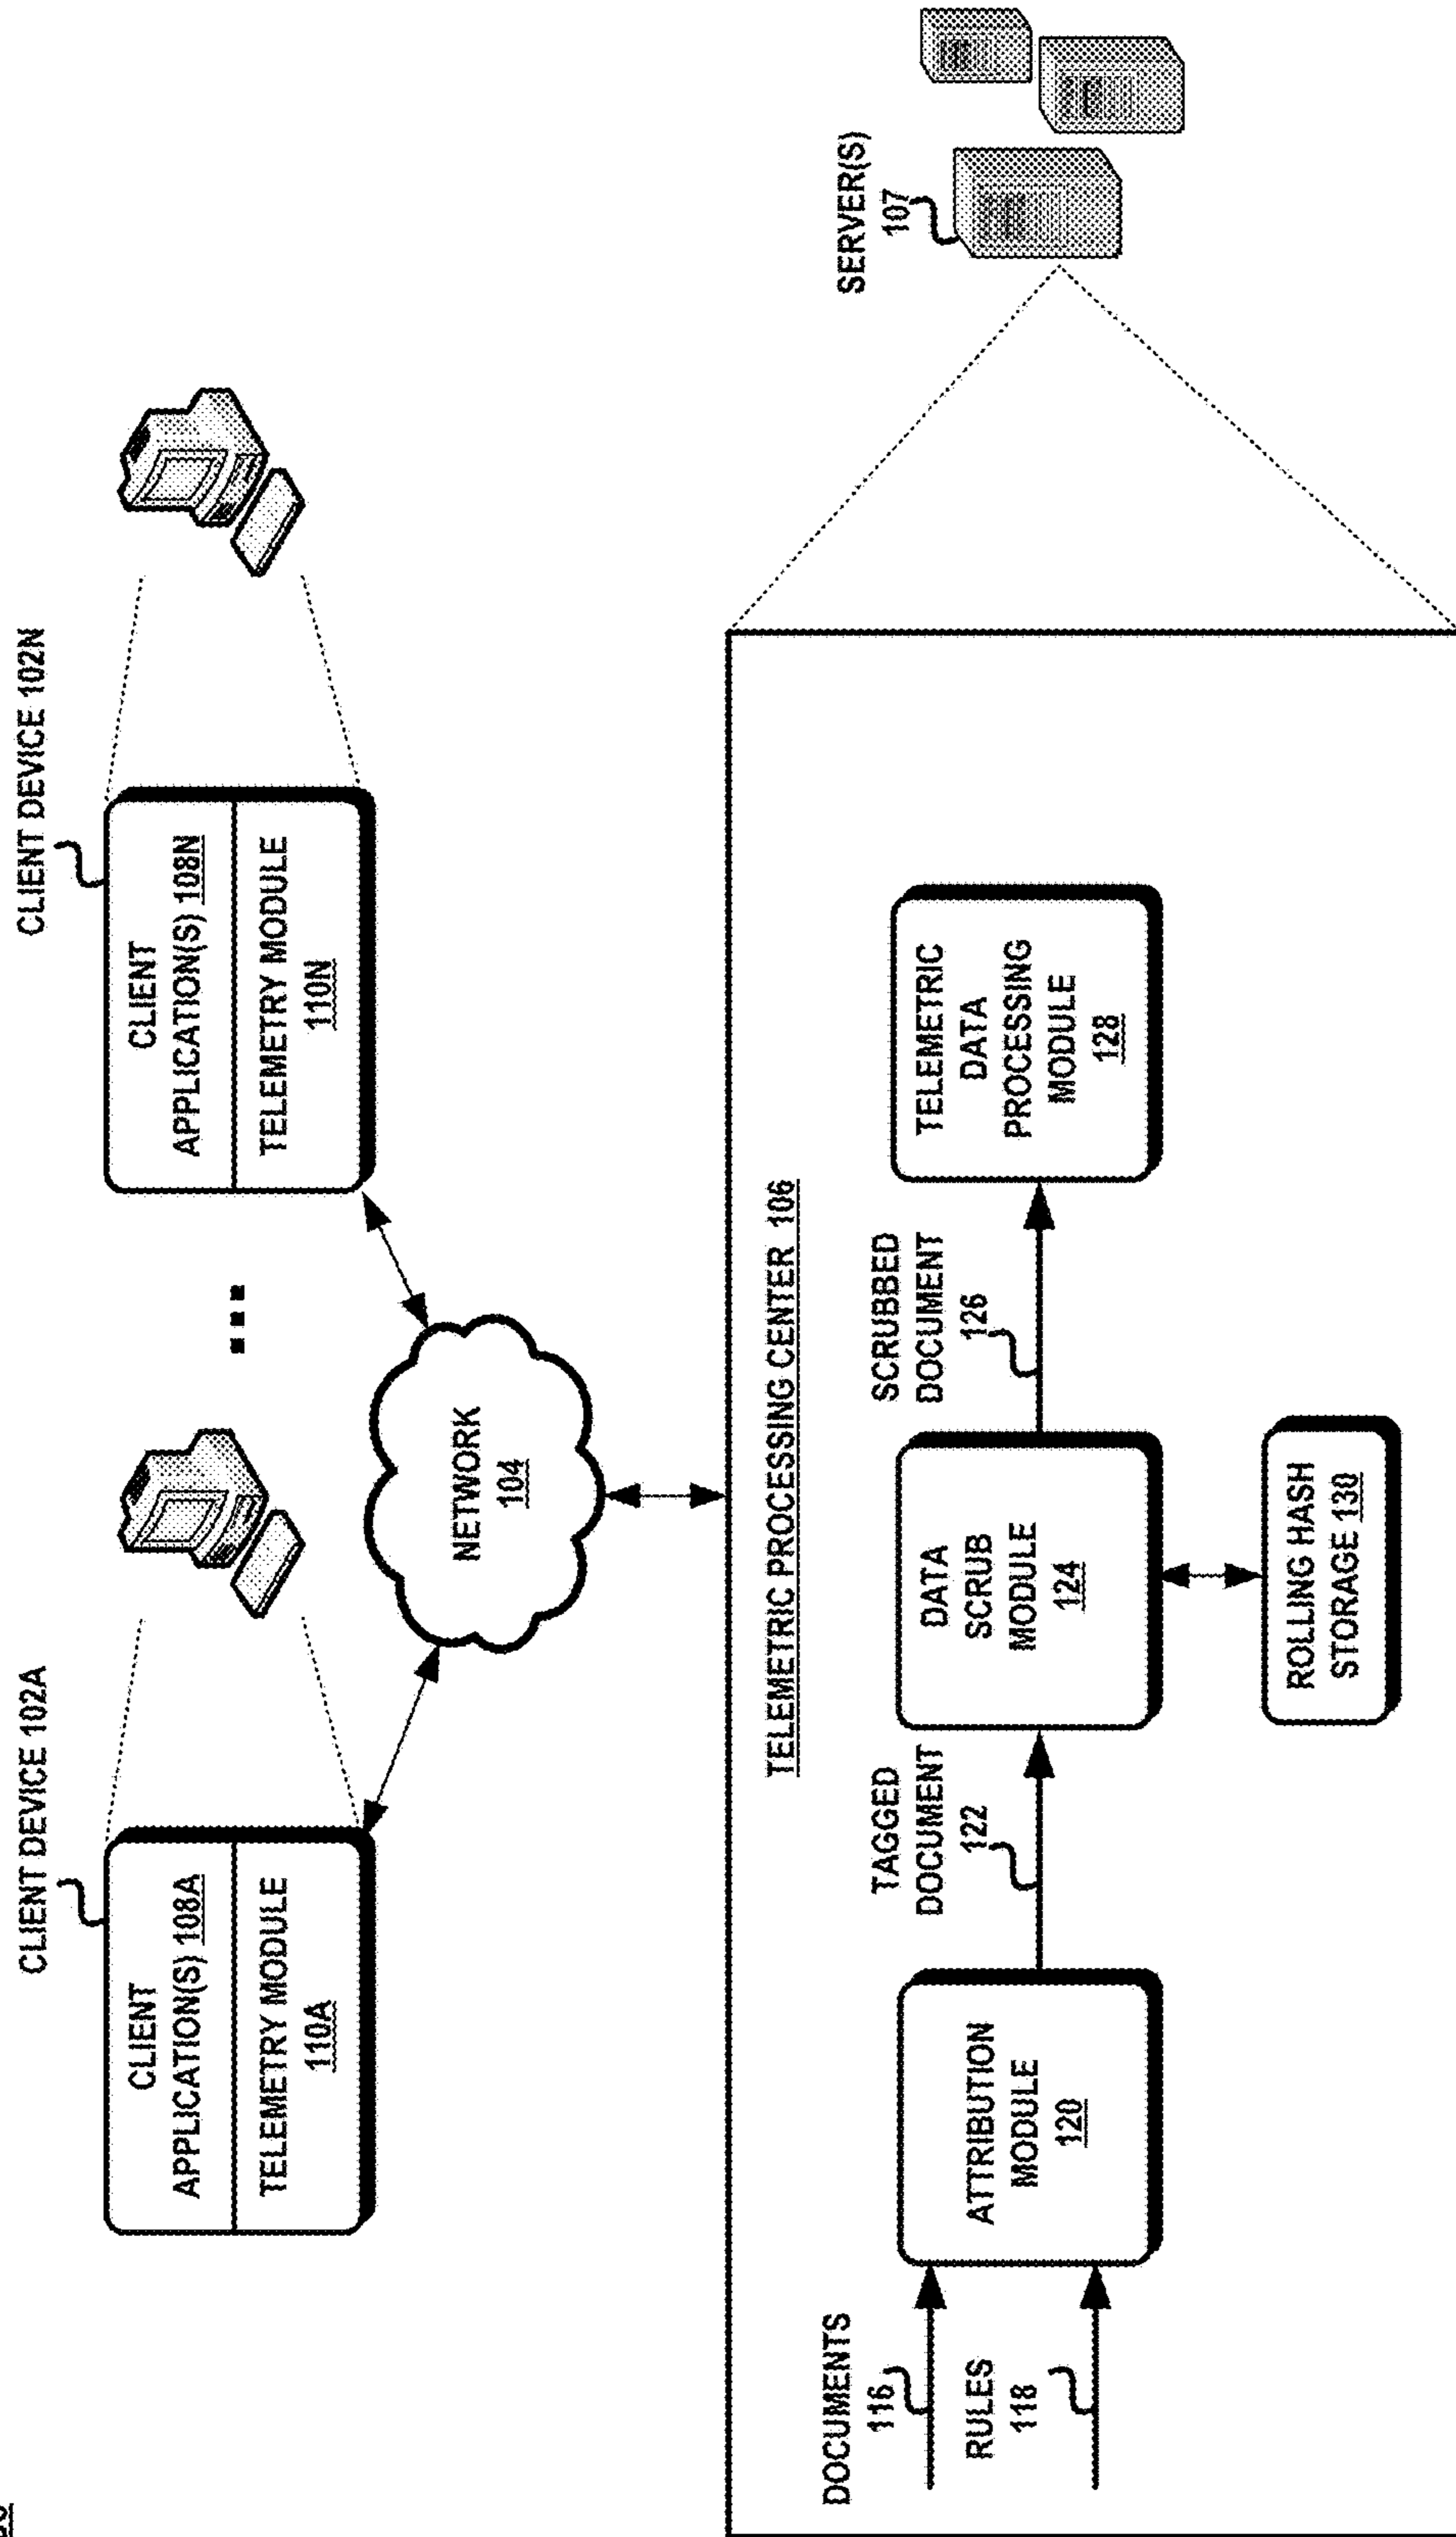 CLIENT DEVICE 102A
CLIENT
APPLICATION(S) 108A
TELEMETRY MODULE
110A
CLIENT DEVICE 102N
CLIENT
APPLICATION(S) 108N
TELEMETRY MODULE
110N
NETWORK
104
TELEMETRIC PROCESSING CENTER 106
DOCUMENTS
116
RULES
118
ATTRIBUTION
MODULE
120
TAGGED
DOCUMENT
122
DATA
SCRUB
MODULE
124
SCRUBBED
DOCUMENT
126
TELEMETRIC
DATA
PROCESSING
MODULE
128
ROLLING HASH
STORAGE 130
SERVER(S)
107